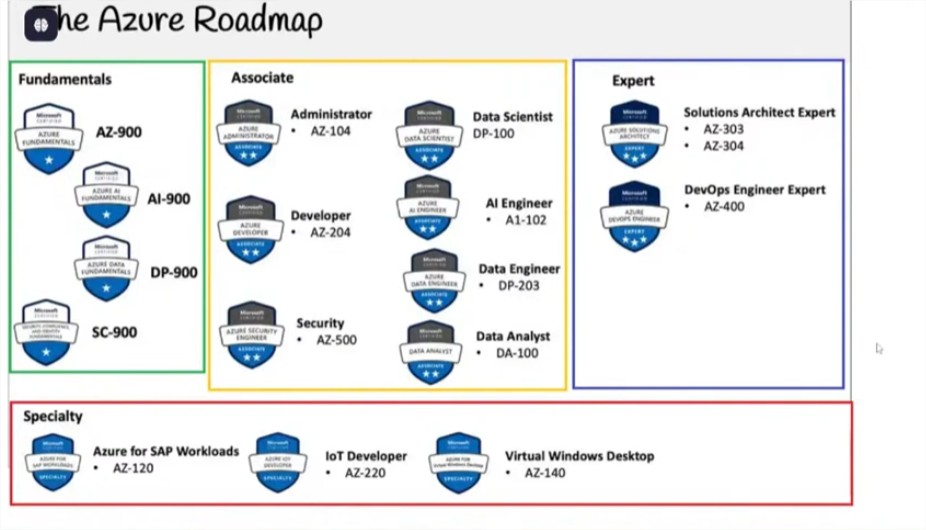 The Azure Roadmap
Fundamentals
Microsoft
CERTIFIED
AZURE
FUNDAMENTALS
AZ-900
Microsoft
CERTIFIED
AZURE AI
FUNDAMENTALS
AI-900
Microsoft
CERTIFIED
AZURE DATA
FUNDAMENTALS
DP-900
Microsoft
CERTIFIED
SECURITY, COMPLIANCE,
AND IDENTITY
FUNDAMENTALS
SC-900
Associate
Microsoft
CERTIFIED
AZURE
ADMINISTRATOR
ASSOCIATE
Administrator
• AZ-104
Microsoft
CERTIFIED
AZURE
DEVELOPER
ASSOCIATE
Developer
• AZ-204
Microsoft
CERTIFIED
AZURE SECURITY
ENGINEER
ASSOCIATE
Security
• AZ-500
Microsoft
CERTIFIED
AZURE
DATA SCIENTIST
ASSOCIATE
Data Scientist
DP-100
Microsoft
CERTIFIED
AZURE
AI ENGINEER
ASSOCIATE
AI Engineer
• A1-102
Microsoft
CERTIFIED
AZURE
DATA ENGINEER
ASSOCIATE
Data Engineer
• DP-203
Microsoft
CERTIFIED
DATA ANALYST
ASSOCIATE
Data Analyst
• DA-100
Expert
Microsoft
CERTIFIED
AZURE SOLUTIONS
ARCHITECT
EXPERT
Solutions Architect Expert
• AZ-303
• AZ-304
Microsoft
CERTIFIED
AZURE
DEVOPS ENGINEER
EXPERT
DevOps Engineer Expert
• AZ-400
Specialty
Microsoft
CERTIFIED
AZURE FOR
SAP WORKLOADS
SPECIALTY
Azure for SAP Workloads
• AZ-120
Microsoft
CERTIFIED
AZURE IOT
DEVELOPER
SPECIALTY
IoT Developer
• AZ-220
Microsoft
CERTIFIED
AZURE FOR
Virtual Windows Desktop
SPECIALTY
Virtual Windows Desktop
• AZ-140